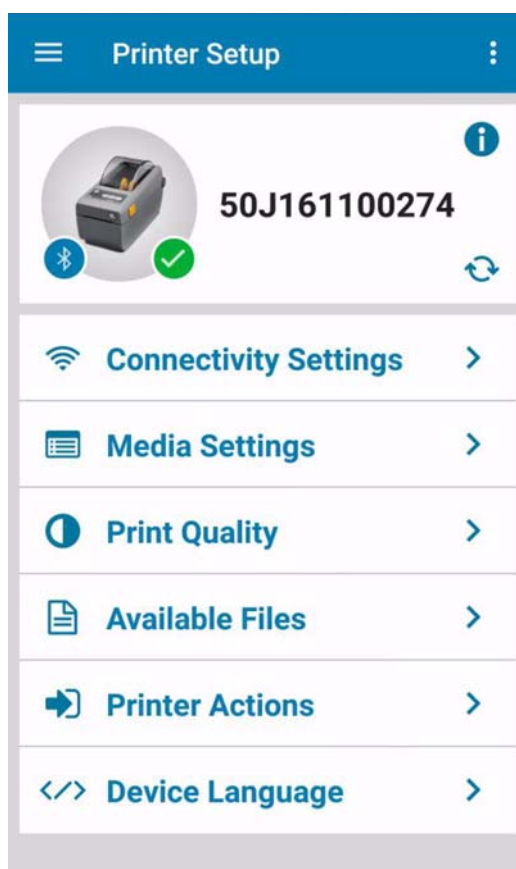 Printer Setup
50J161100274
Connectivity Settings
Media Settings
Print Quality
Available Files
Printer Actions
Device Language